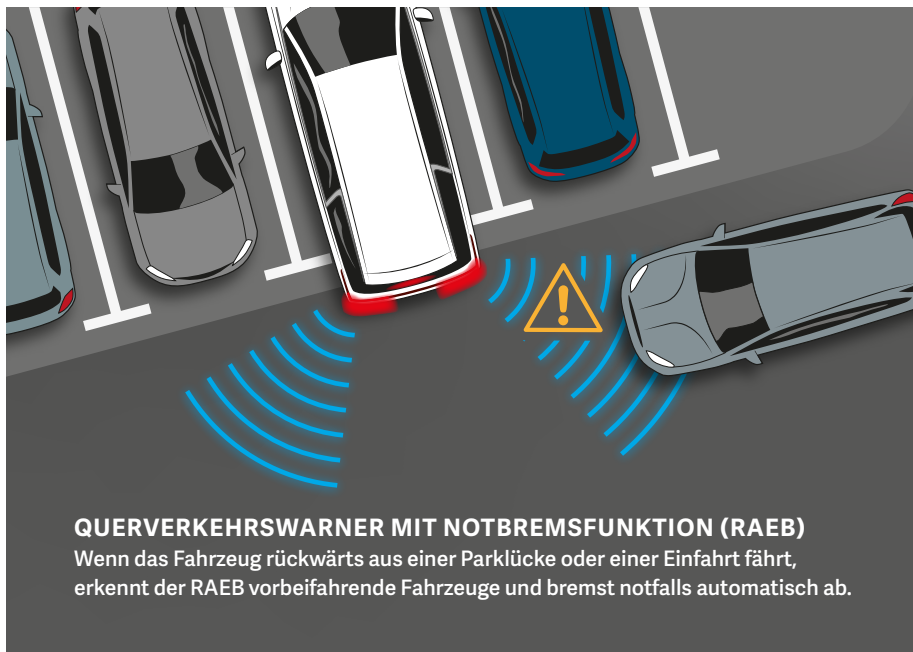 QUERVERKEHRSWARNER MIT NOTBREMSFUNKTION (RAEB)
Wenn das Fahrzeug rückwärts aus einer Parklücke oder einer Einfahrt fährt,
erkennt der RAEB vorbeifahrende Fahrzeuge und bremst notfalls automatisch ab.